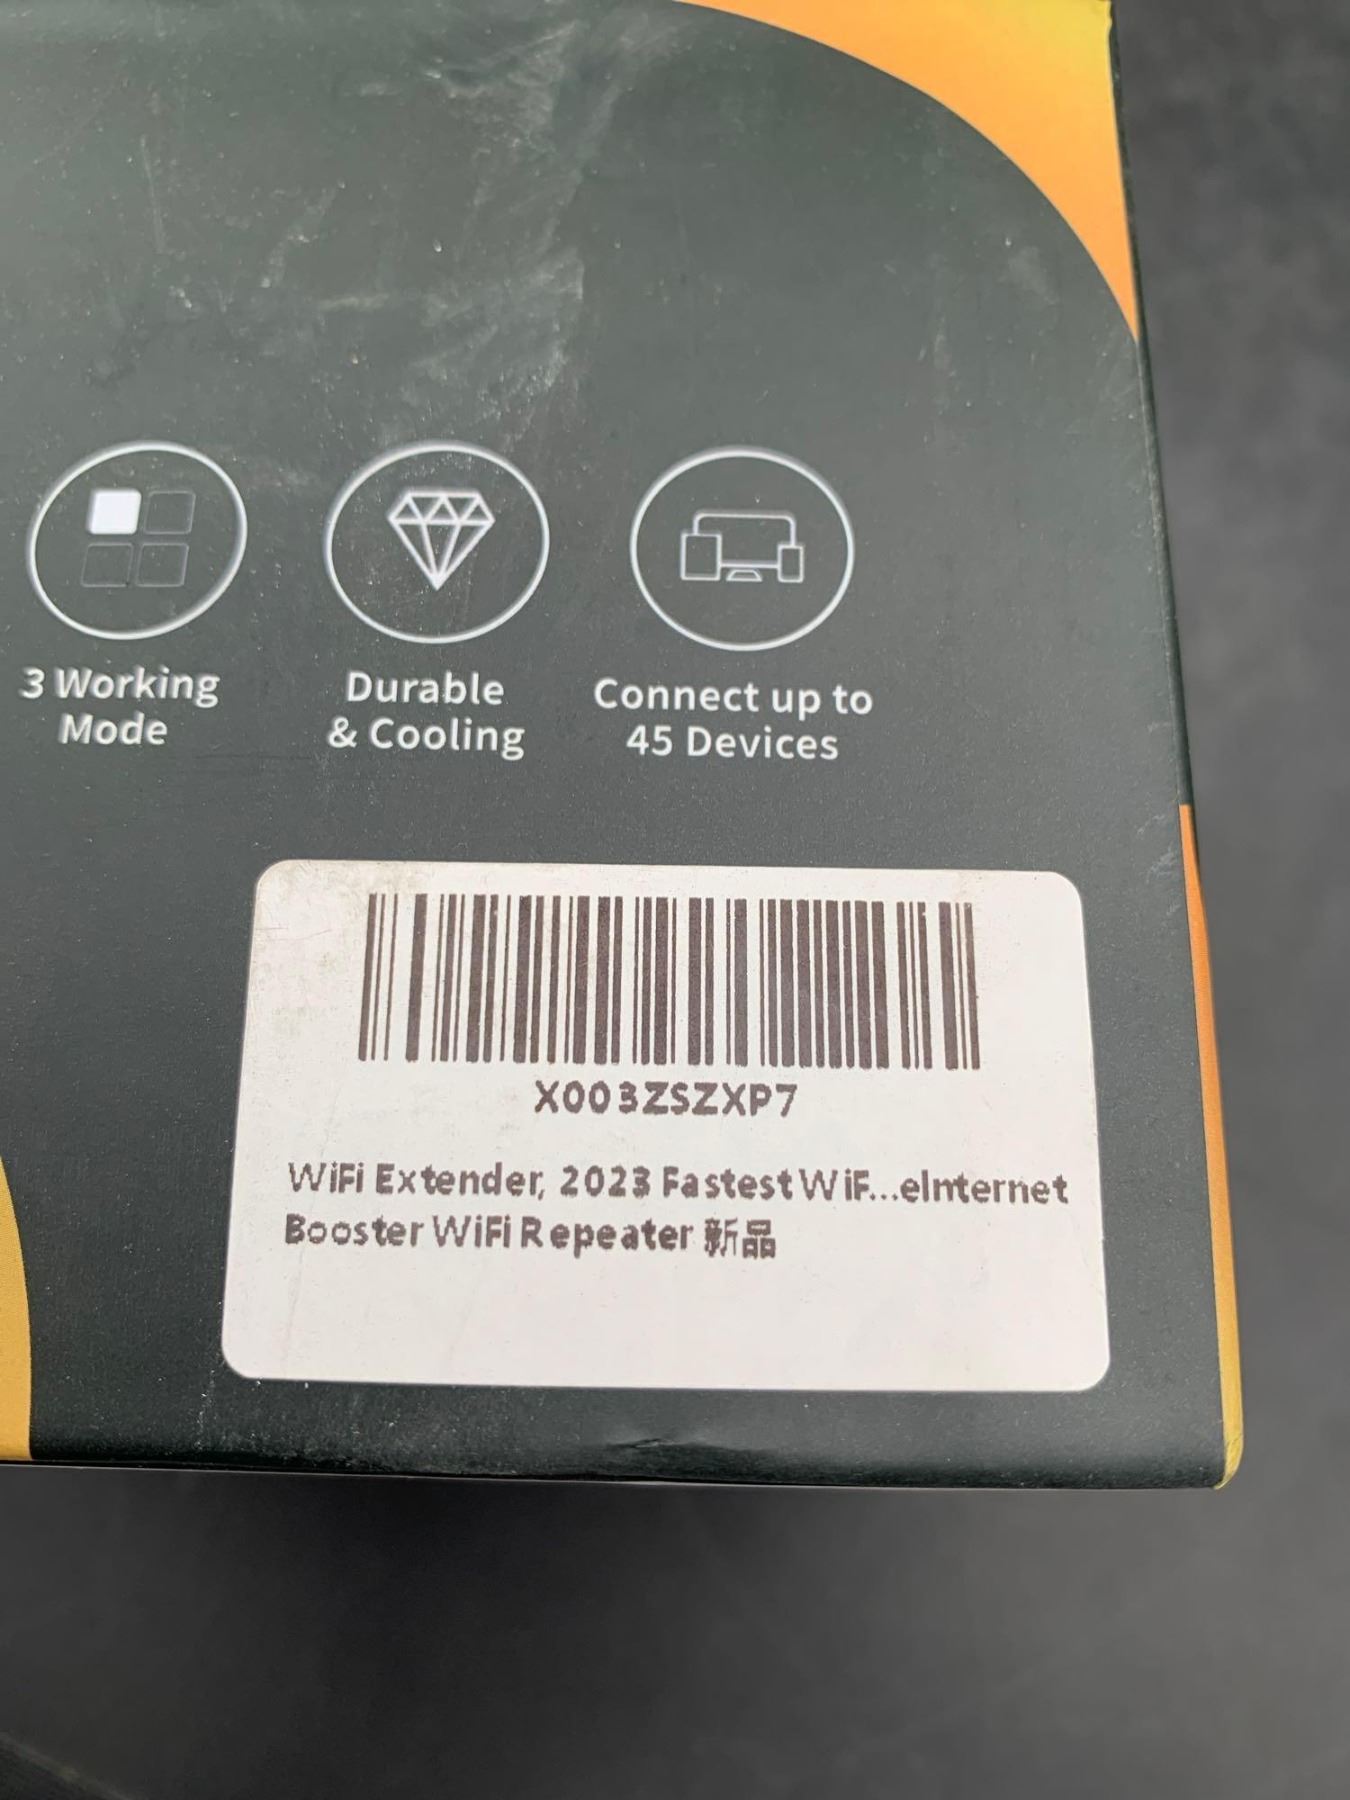 3 Working
Mode
Durable
& Cooling
Connect up to
45 Devices
X003ZSZXP7
WiFi Extender, 2023 Fastest WiF...eInternet
Booster WiFi Repeater 新品